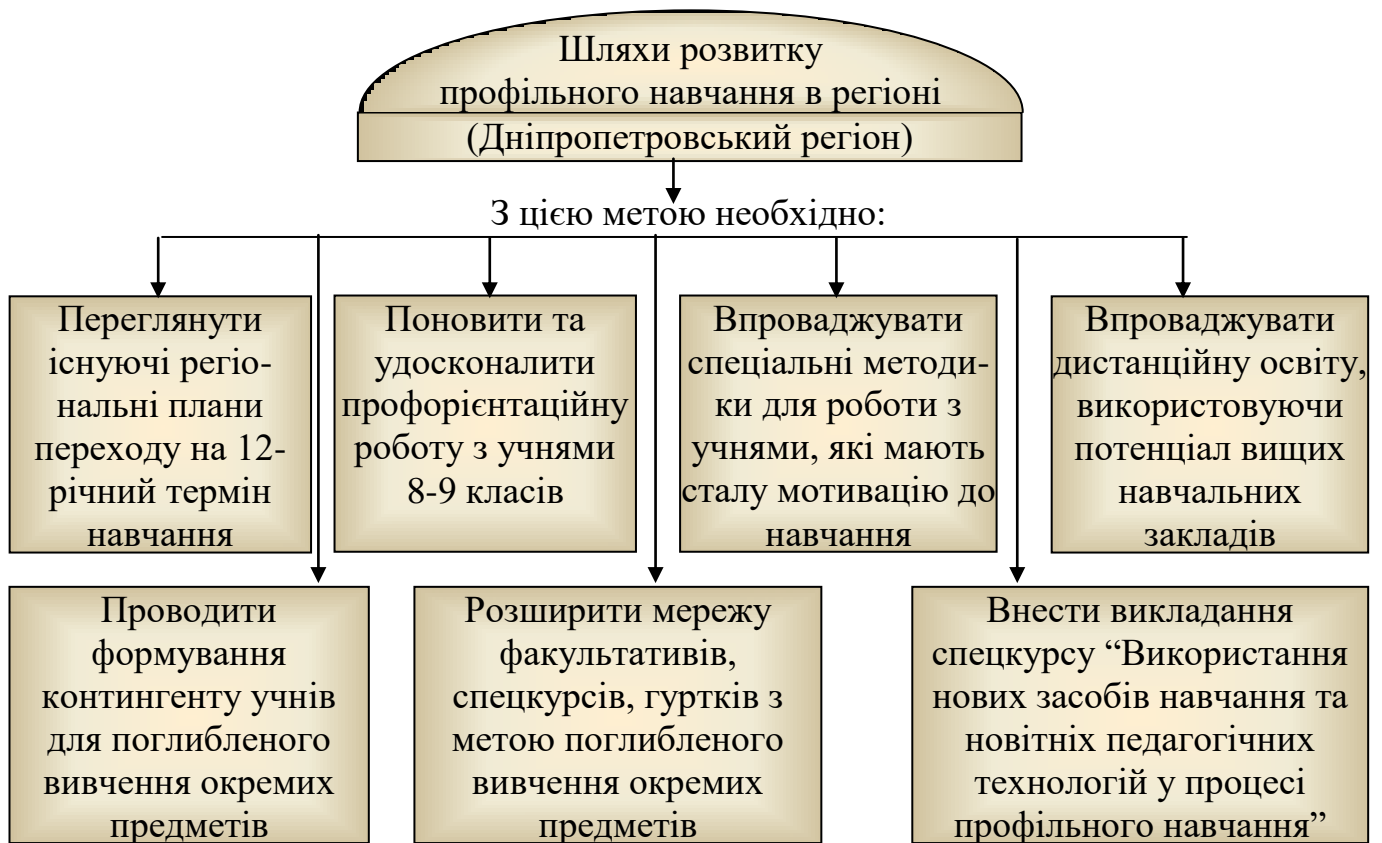 Шляхи розвитку
профільного навчання в регіоні
(Дніпропетровський регіон)
З цією метою необхідно:
Переглянути
існуючі регіо-
нальні плани
переходу на 12-
річний термін
навчання
Поновити та
удосконалити
профорієнтаційну
роботу з учнями
8-9 класів
Впроваджувати
спеціальні методи-
ки для роботи з
учнями, які мають
сталу мотивацію до
навчання
Впроваджувати
дистанційну освіту,
використовуючи
потенціал вищих
навчальних
закладів
Проводити
формування
контингенту учнів
для поглибленого
вивчення окремих
предметів
Розширити мережу
факультативів,
спецкурсів, гуртків з
метою поглибленого
вивчення окремих
предметів
Внести викладання
спецкурсу “Використання
нових засобів навчання та
новітніх педагогічних
технологій у процесі
профільного навчання”